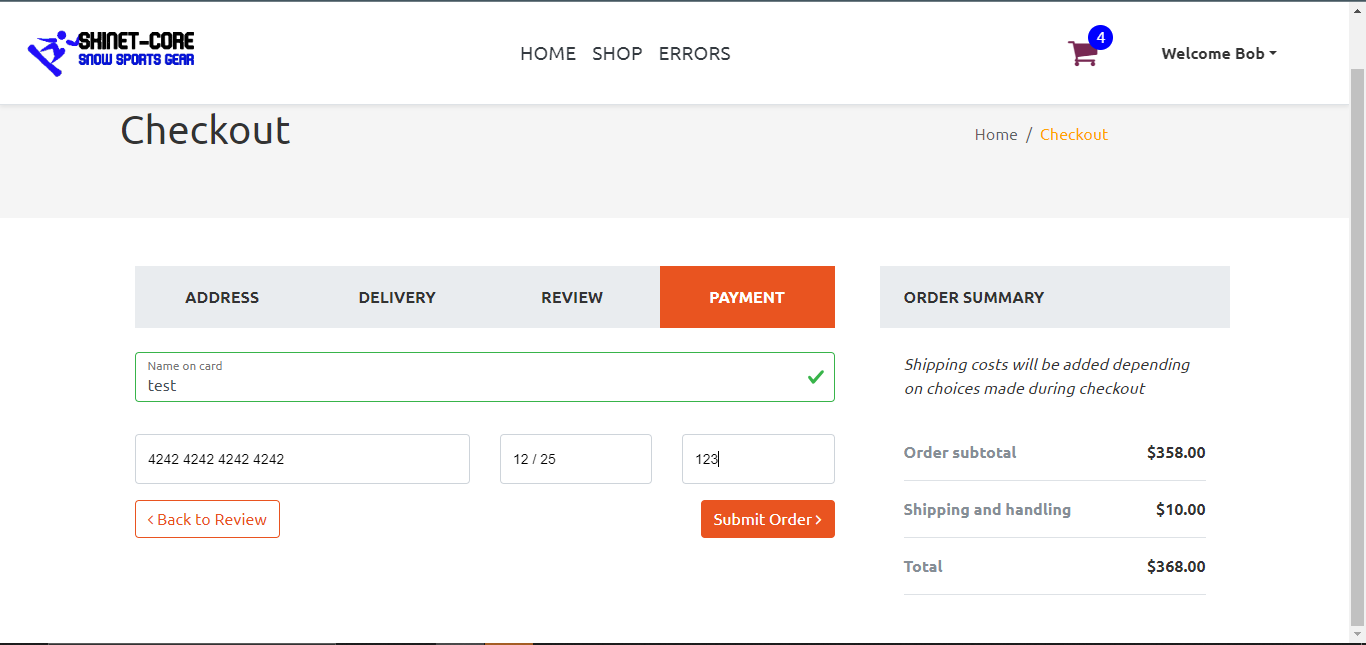 SHINET-CORE
SNOW SPORTS GEAR
HOME SHOP ERRORS
4
Welcome Bob
Checkout
Home / Checkout
ADDRESS DELIVERY REVIEW PAYMENT
Name on card
test
4242 4242 4242 4242 12 / 25 123
< Back to Review Submit Order >
ORDER SUMMARY
Shipping costs will be added depending
on choices made during checkout
Order subtotal $358.00
Shipping and handling $10.00
Total $368.00